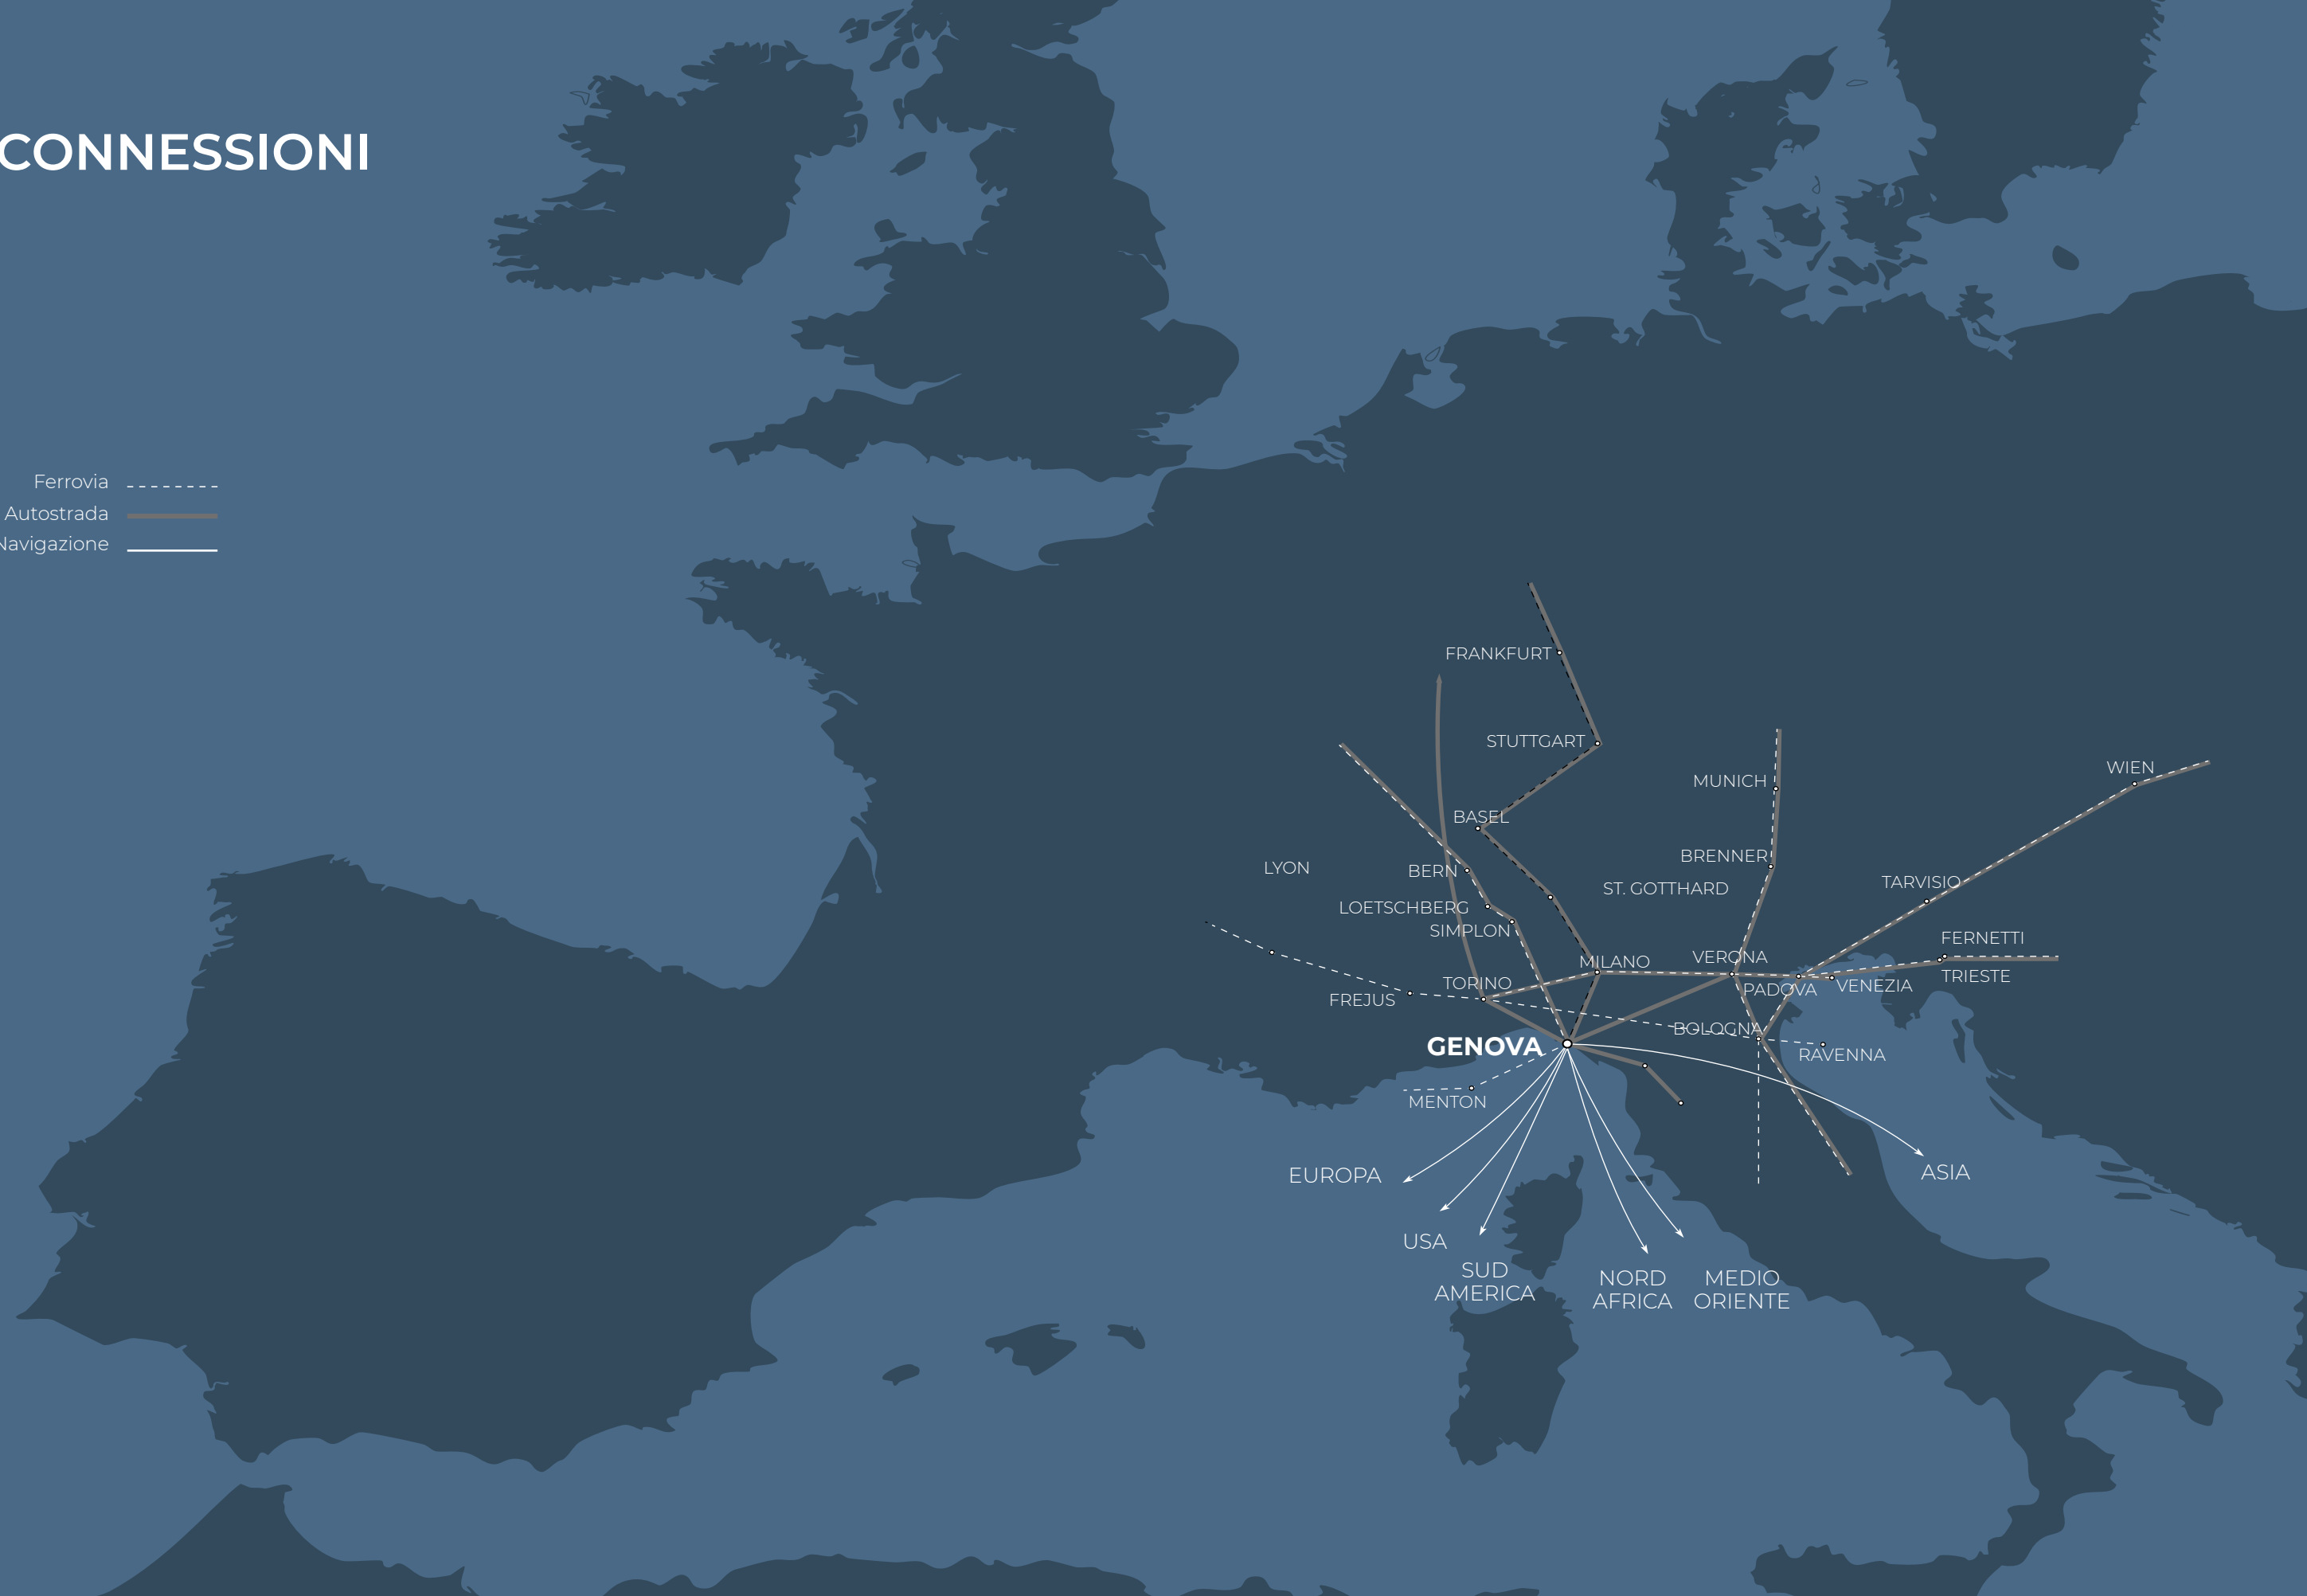 CONNESSIONI
Ferrovia
Autostrada
Navigazione
FRANKFURT
STUTTGART
WIEN
MUNICH
BASEL
BRENNER
LYON
BERN
TARVISIO
ST. GOTTHARD
LOETSCHBERG
SIMPLON
FERNETTI
VERONA
MILANO
TRIESTE
TORINO
VENEZIA
PADOVA
FREJUS
BOLOGNA
GENOVA
RAVENNA
MENTON
ASIA
EUROPA
USA
SUD
AMERICA
NORD
AFRICA
MEDIO
ORIENTE